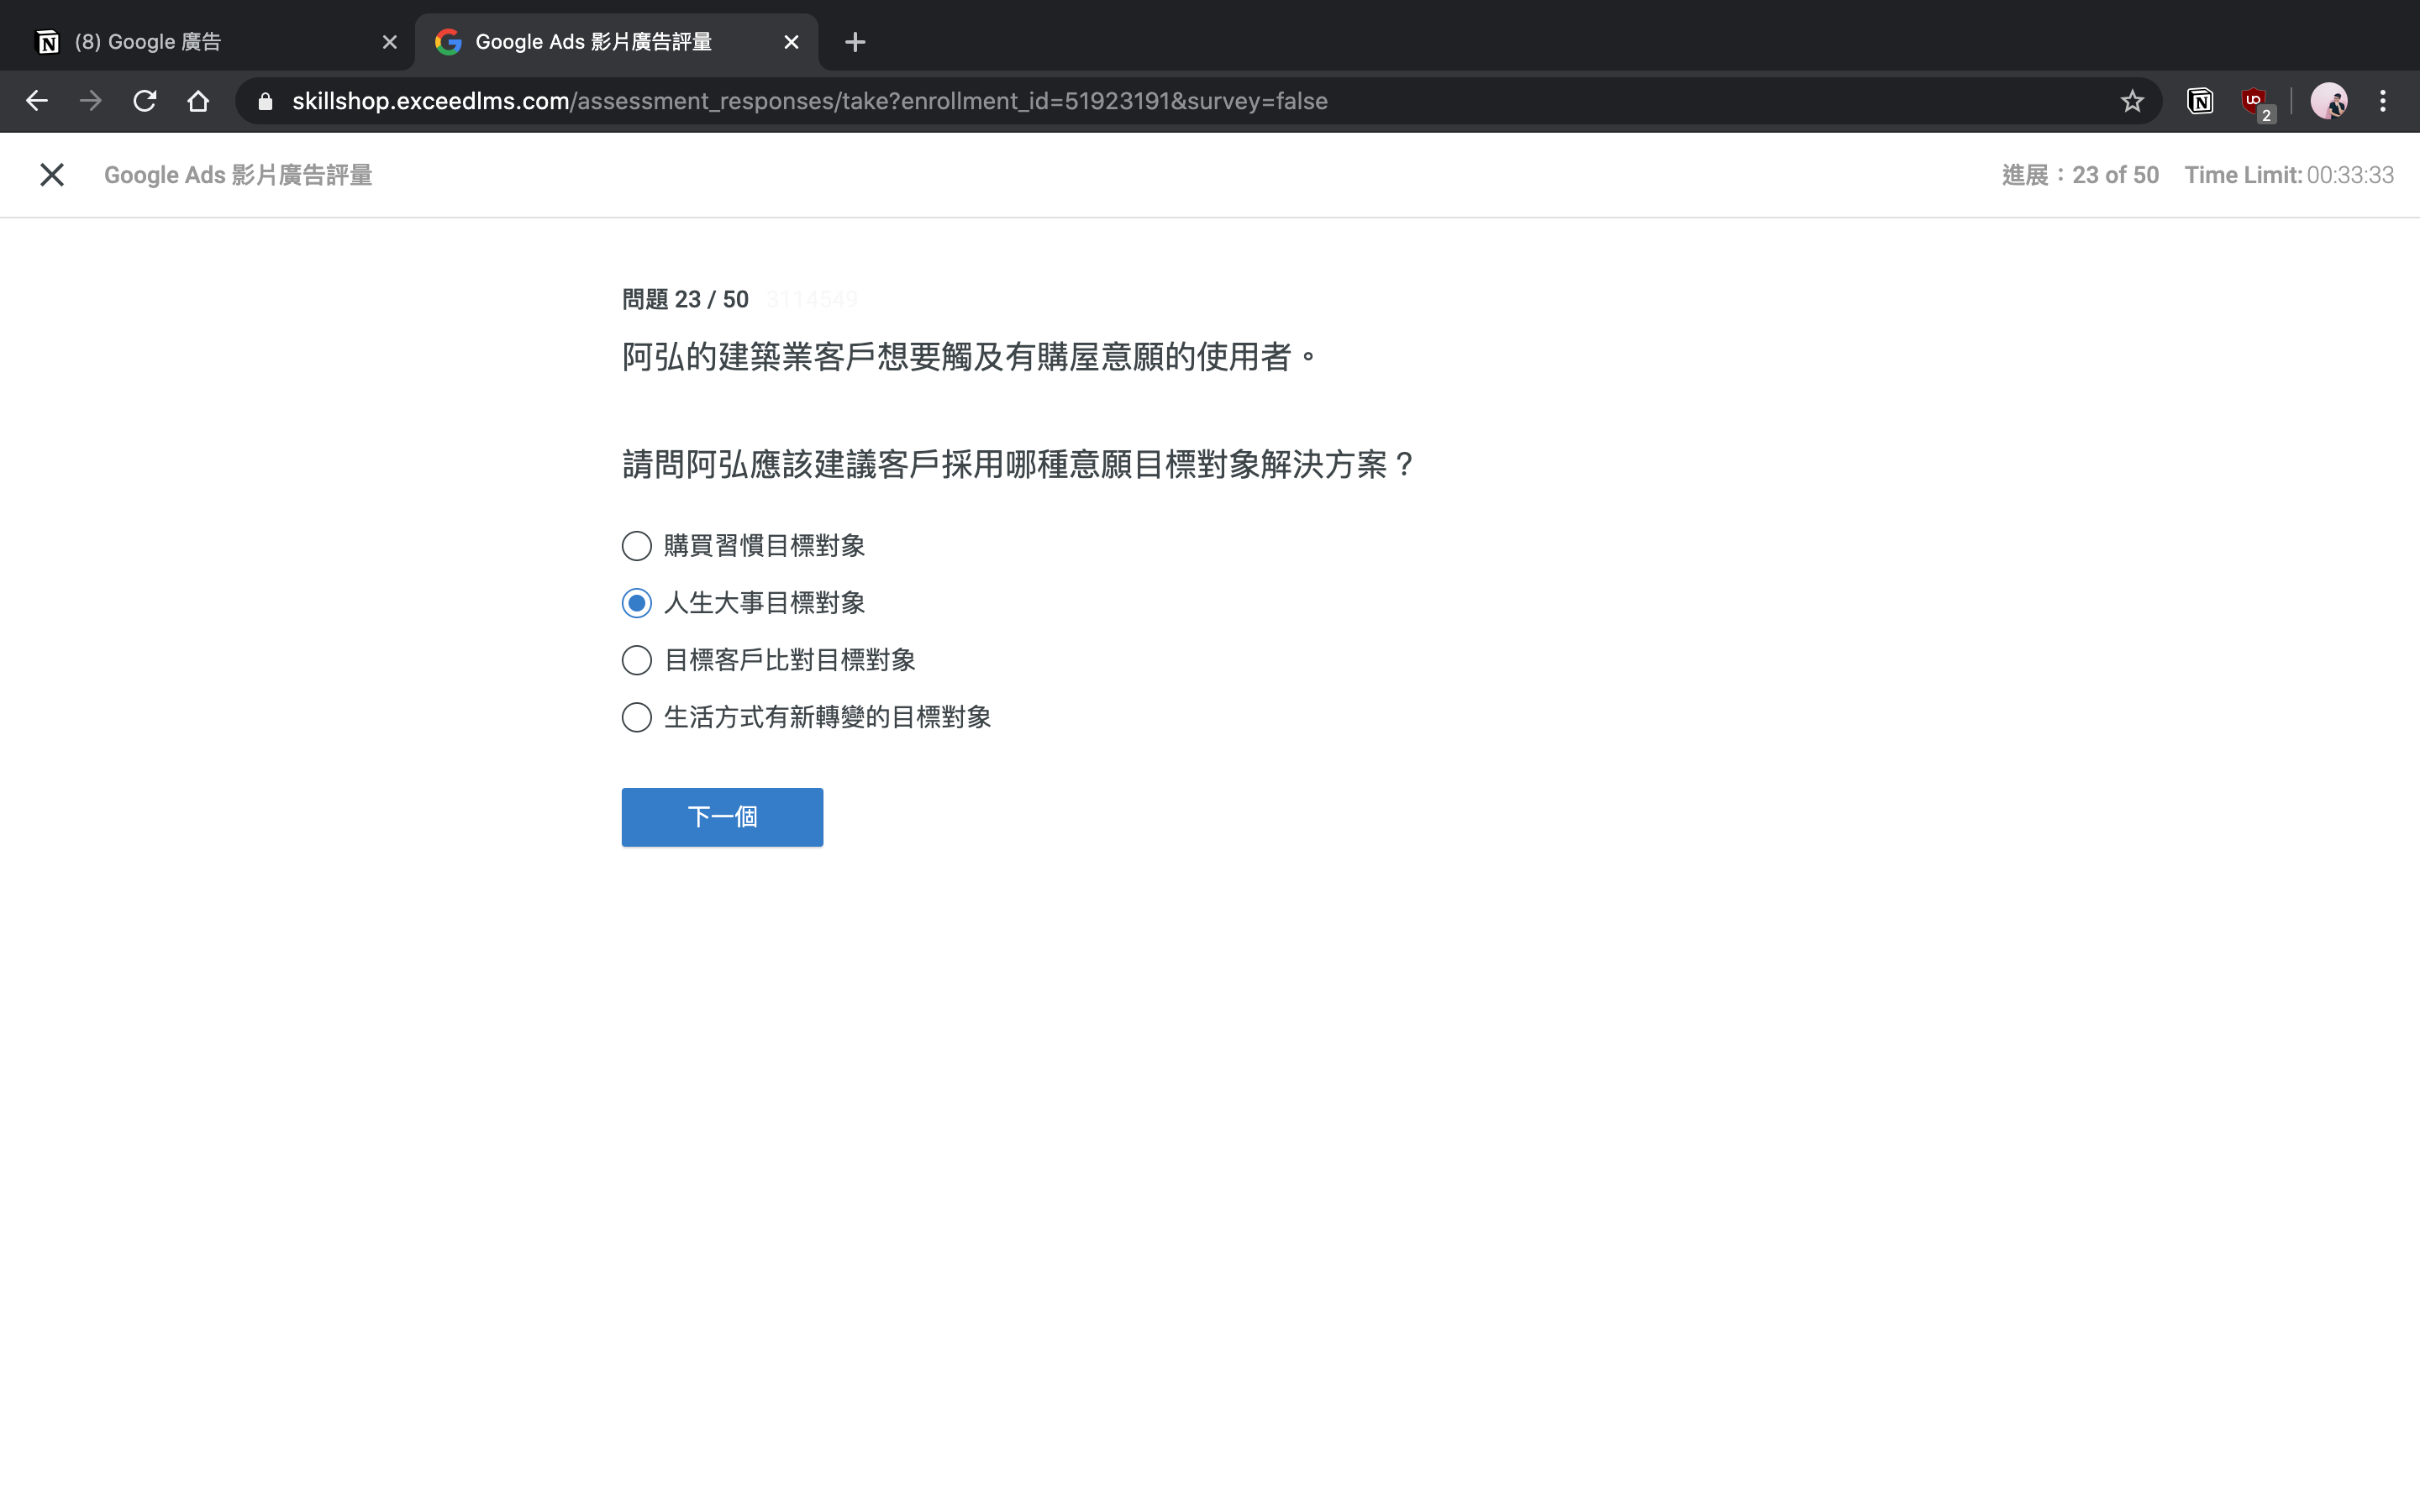 (8) Google 廣告
Google Ads 影片廣告評量
skillshop.exceedlms.com/assessment_responses/take?enrollment_id=51923191&survey=false
2
Google Ads 影片廣告評量
進展：23 of 50 Time Limit: 00:33:33
問題 23 / 50 3114549
阿弘的建築業客戶想要觸及有購屋意願的使用者。
請問阿弘應該建議客戶採用哪種意願目標對象解決方案？
購買習慣目標對象
人生大事目標對象
目標客戶比對目標對象
生活方式有新轉變的目標對象
下一個